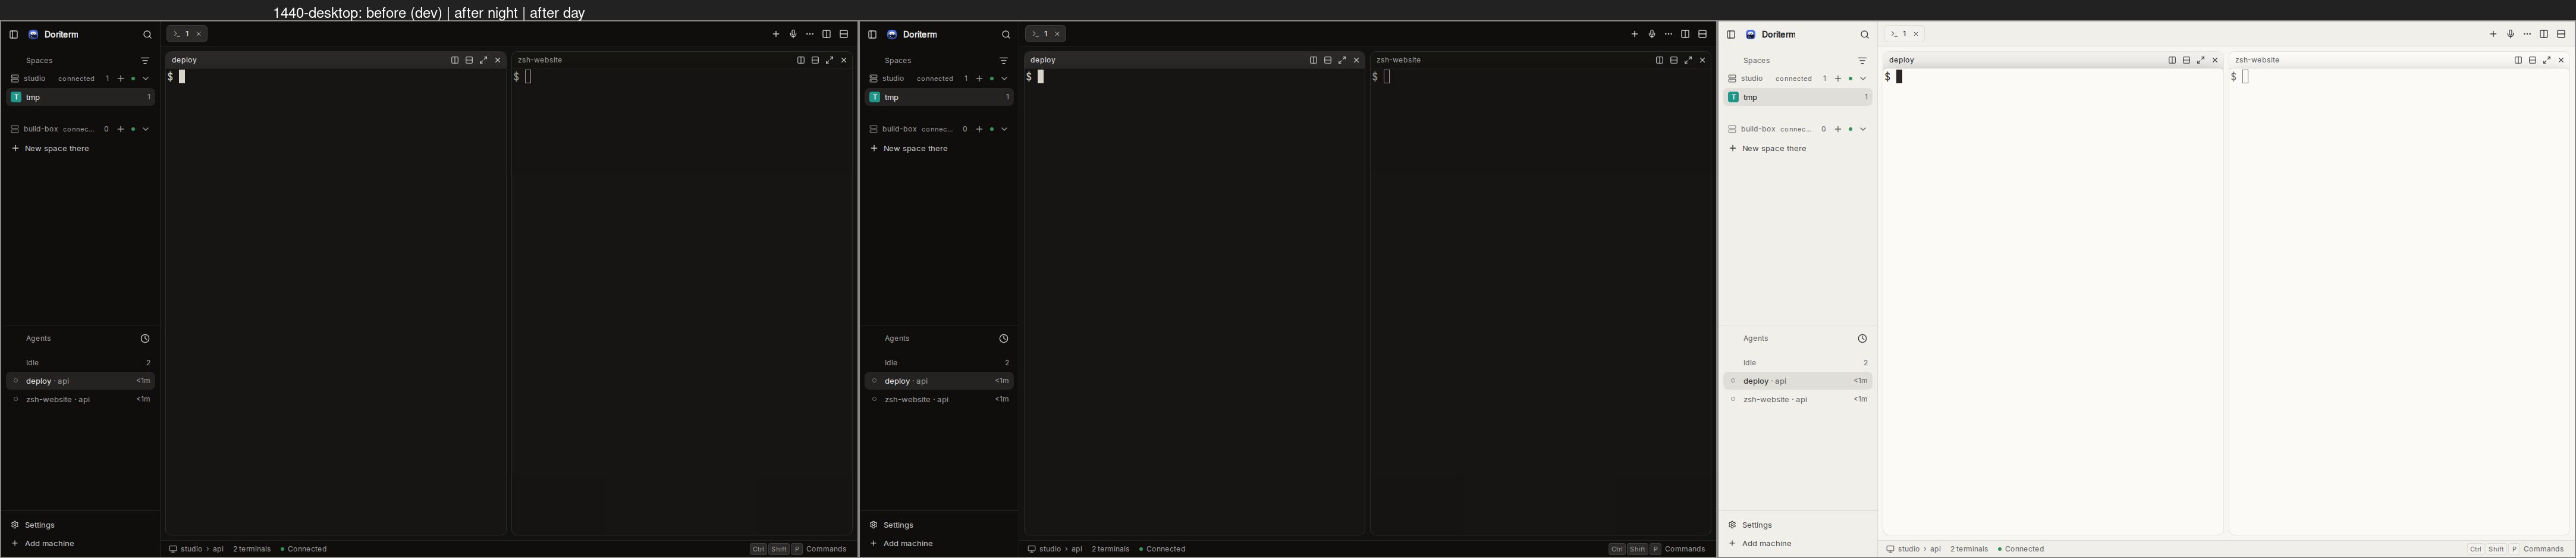 1440-desktop: before (dev) | after night | after day
Doriterm
Spaces
studio connected 1
tmp 1
build-box connec... 0
New space there
Agents
Idle 2
deploy · api <1m
zsh-website · api <1m
Settings
Add machine
1
deploy
$
zsh-website
$
studio › api 2 terminals Connected
Ctrl Shift P Commands
Doriterm
Spaces
studio connected 1
tmp 1
build-box connec... 0
New space there
Agents
Idle 2
deploy · api <1m
zsh-website · api <1m
Settings
Add machine
1
deploy
$
zsh-website
$
studio › api 2 terminals Connected
Ctrl Shift P Commands
Doriterm
Spaces
studio connected 1
T tmp 1
build-box connec... 0
New space there
Agents
Idle 2
deploy · api <1m
zsh-website · api <1m
Settings
Add machine
1
deploy
$
zsh-website
$
studio › api 2 terminals Connected
Ctrl Shift P Commands